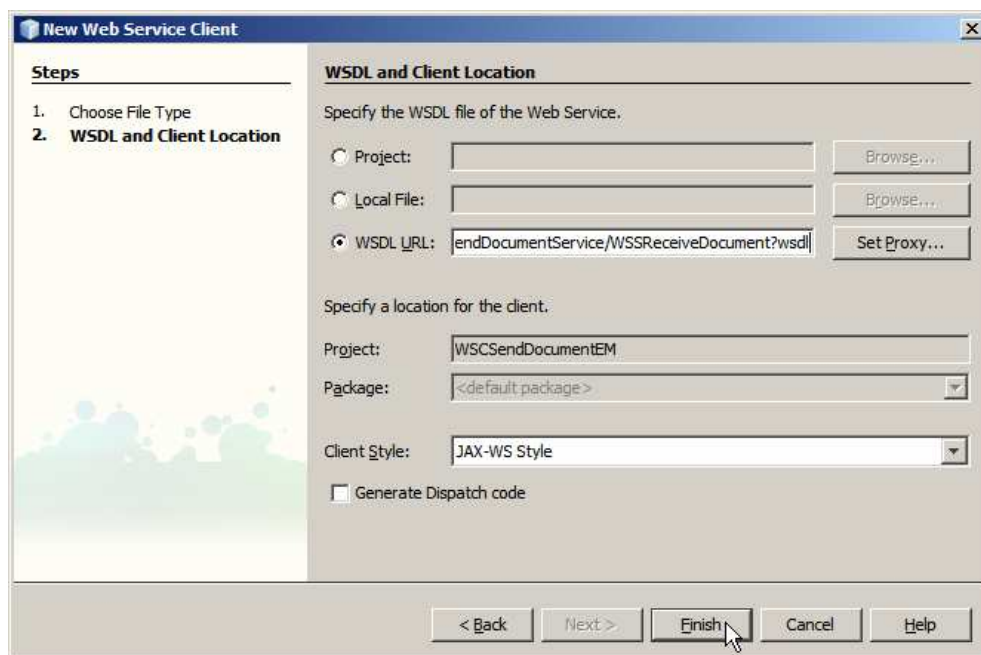 New Web Service Client
Steps
1. Choose File Type
2. WSDL and Client Location
WSDL and Client Location
Specify the WSDL file of the Web Service.
Project:
Browse...
Local File:
Browse...
WSDL URL: endDocumentService/WSSReceiveDocument?wsdl
Set Proxy...
Specify a location for the client.
Project: WSCSendDocumentEM
Package: <default package>
Client Style: JAX-WS Style
Generate Dispatch code
< Back Next > Finish Cancel Help